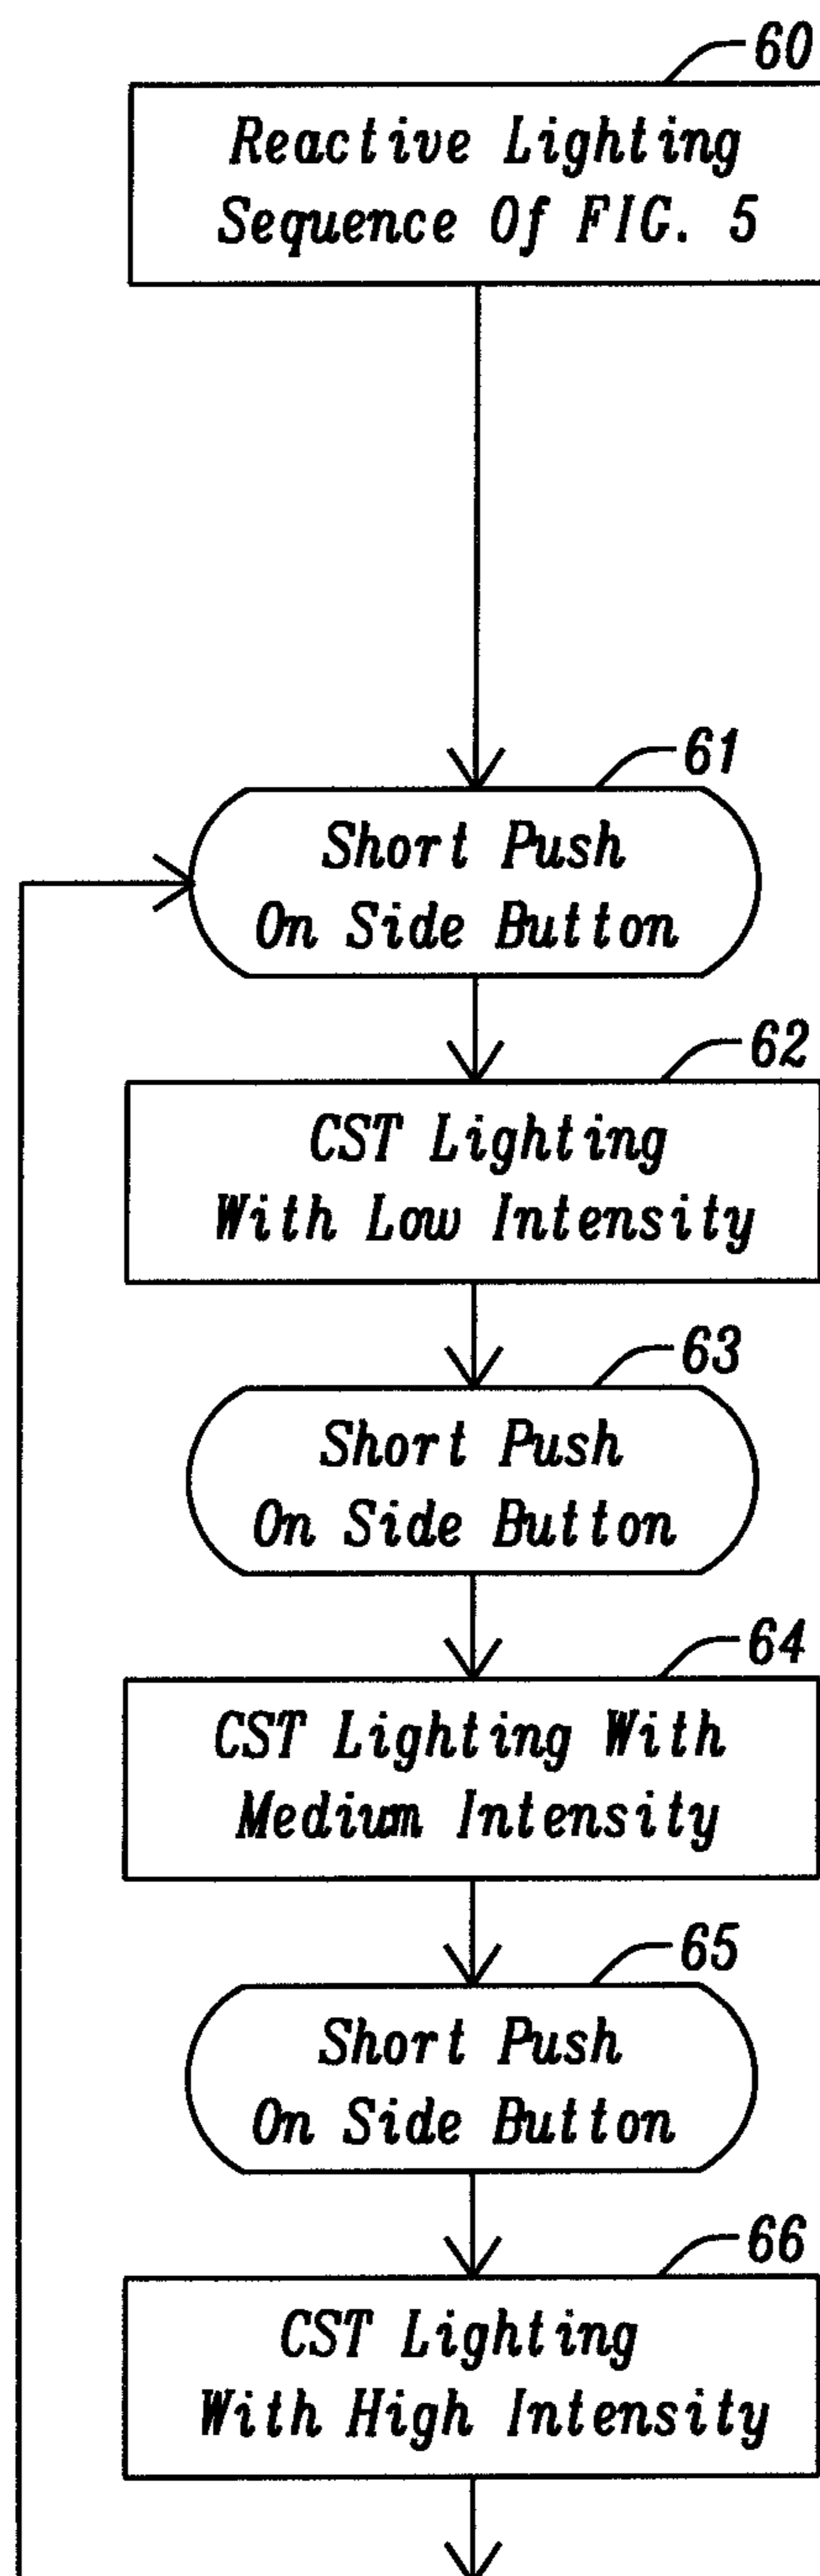 60
Reactive Lighting
Sequence Of FIG. 5
61
Short Push
On Side Button
62
CST Lighting
With Low Intensity
63
Short Push
On Side Button
64
CST Lighting With
Medium Intensity
65
Short Push
On Side Button
66
CST Lighting
With High Intensity